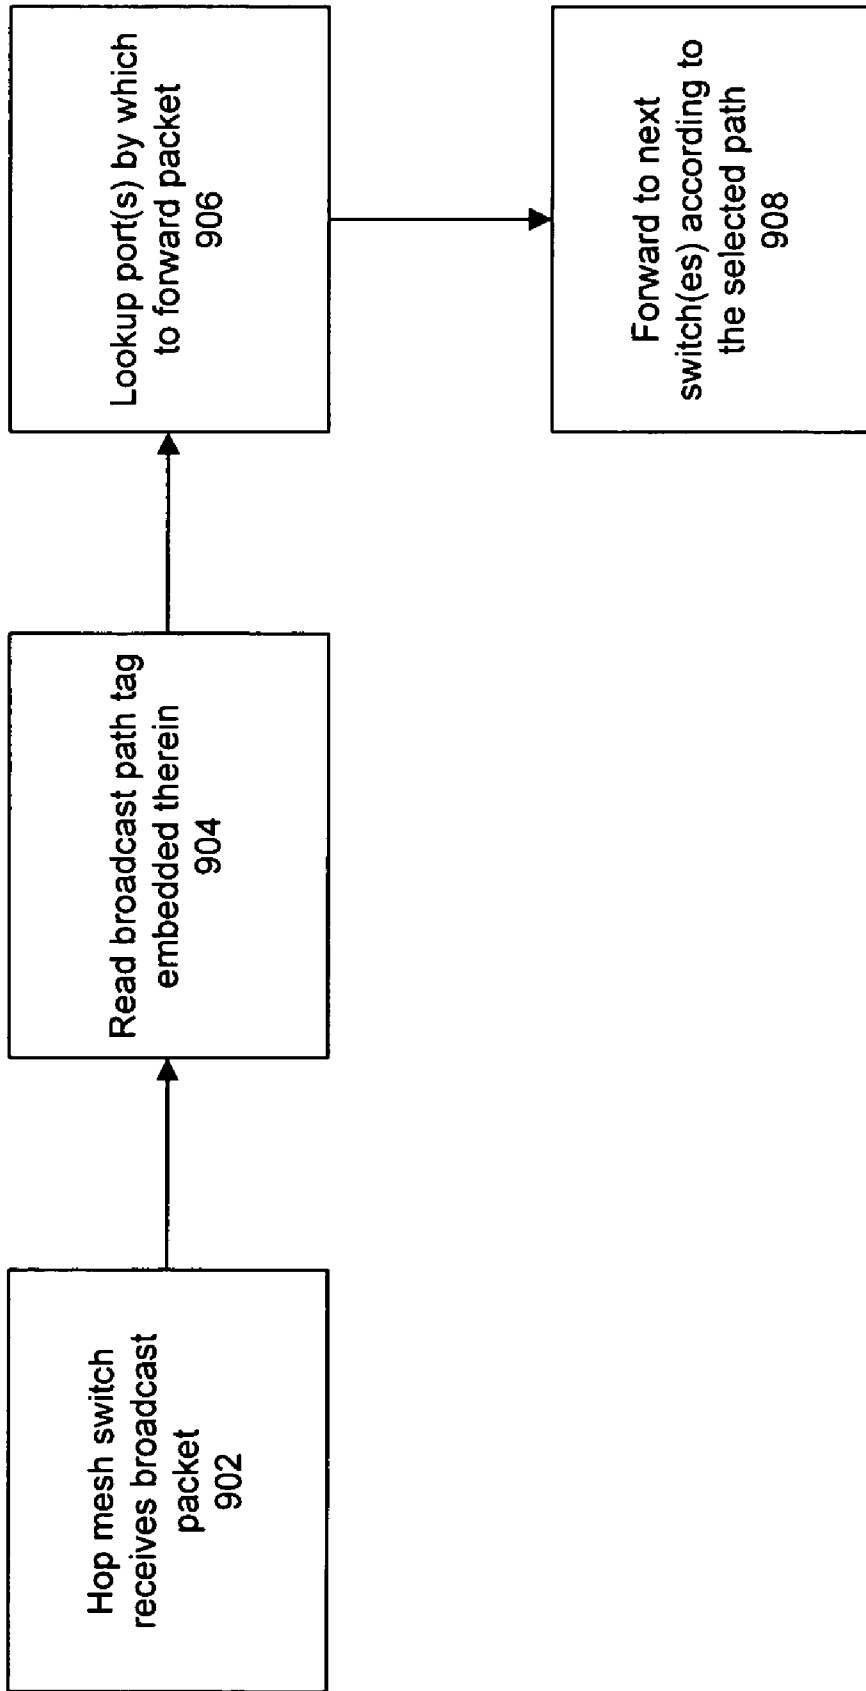 Hop mesh switch
receives broadcast
packet
902
Read broadcast path tag
embedded therein
904
Lookup port(s) by which
to forward packet
906
Forward to next
switch(es) according to
the selected path
908